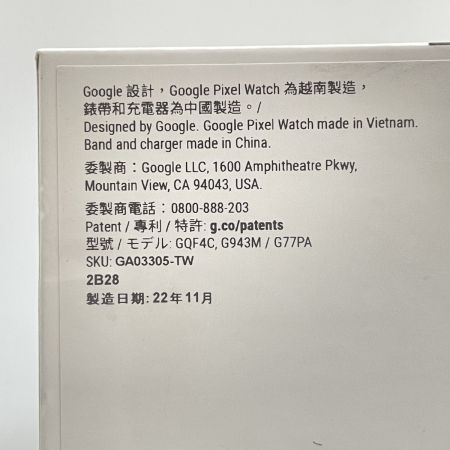 Google 設計，Google Pixel Watch 為越南製造，
錶帶和充電器為中國製造。/
Designed by Google. Google Pixel Watch made in Vietnam.
Band and charger made in China.
委製商：Google LLC, 1600 Amphitheatre Pkwy,
Mountain View, CA 94043, USA.
委製商電話：0800-888-203
Patent / 專利 / 特許: g.co/patents
型號 / モデル: GQF4C, G943M / G77PA
SKU: GA03305-TW
2B28
製造日期: 22年11月